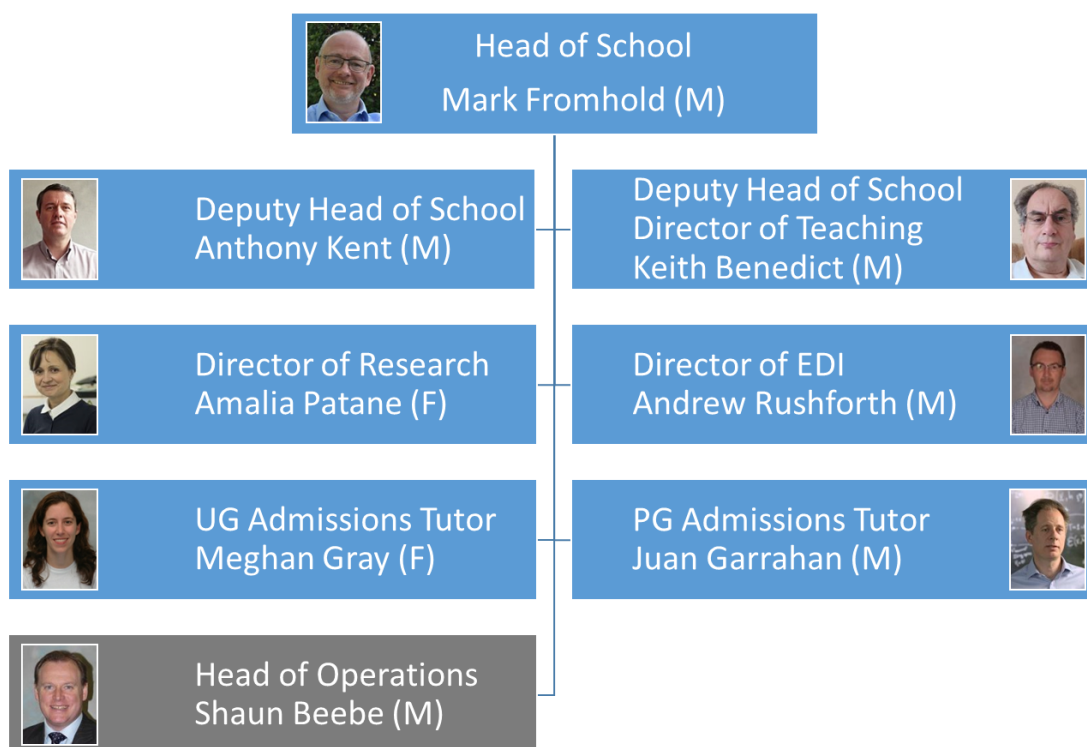 Head of School
Mark Fromhold (M)
Deputy Head of School
Anthony Kent (M)
Deputy Head of School
Director of Teaching
Keith Benedict (M)
Director of Research
Amalia Patane (F)
Director of EDI
Andrew Rushforth (M)
UG Admissions Tutor
Meghan Gray (F)
PG Admissions Tutor
Juan Garrahan (M)
Head of Operations
Shaun Beebe (M)